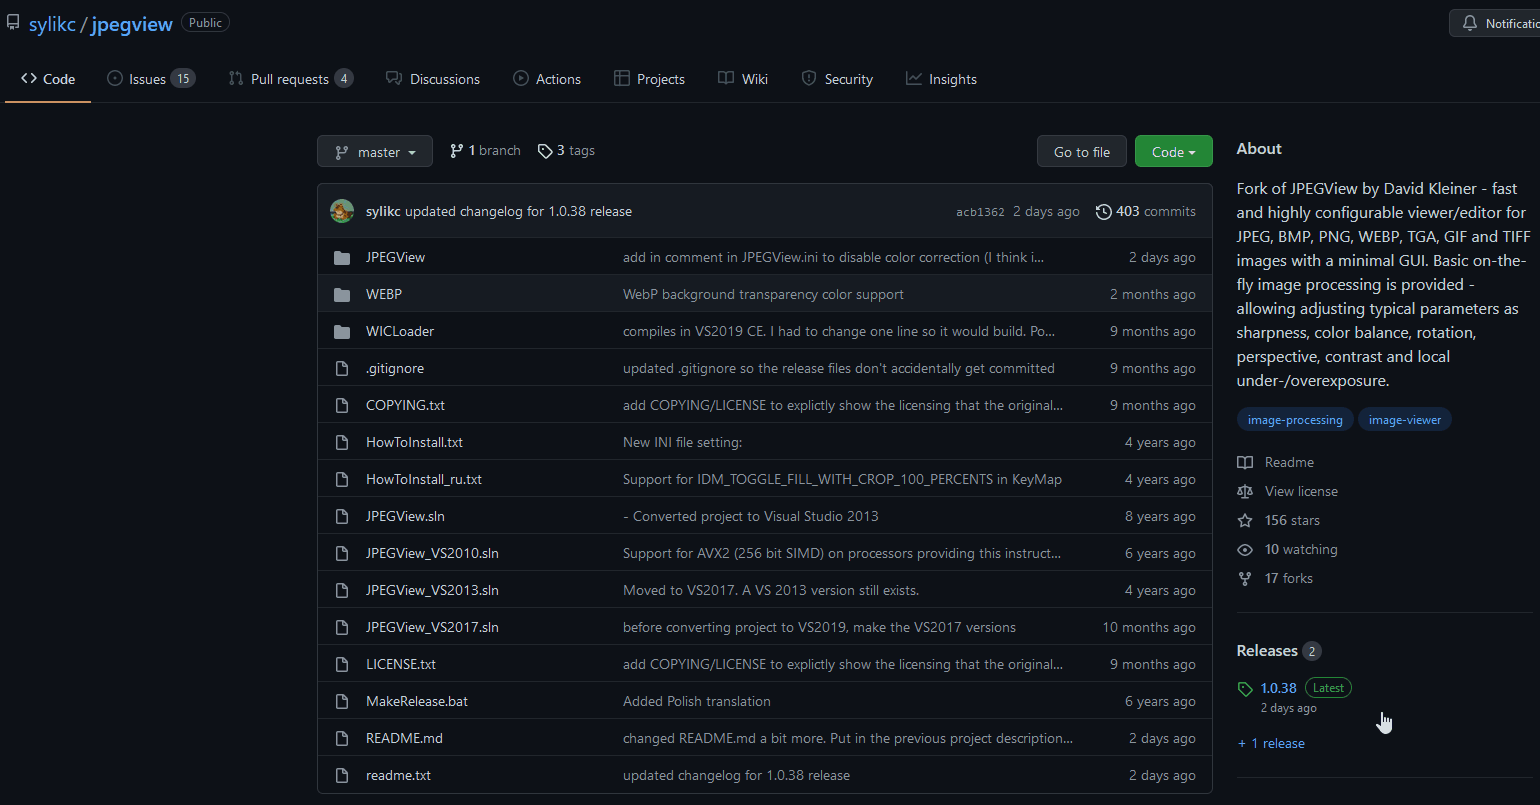 sylikc / jpegview Public
Notificatio
Code Issues 15 Pull requests 4 Discussions Actions Projects Wiki Security Insights
master 1 branch 3 tags Go to file Code
sylikc updated changelog for 1.0.38 release acb1362 2 days ago 403 commits
JPEGView add in comment in JPEGView.ini to disable color correction (I think i... 2 days ago
WEBP WebP background transparency color support 2 months ago
WICLoader compiles in VS2019 CE. I had to change one line so it would build. Po... 9 months ago
.gitignore updated .gitignore so the release files don't accidentally get committed 9 months ago
COPYING.txt add COPYING/LICENSE to explictly show the licensing that the original... 9 months ago
HowToInstall.txt New INI file setting: 4 years ago
HowToInstall_ru.txt Support for IDM_TOGGLE_FILL_WITH_CROP_100_PERCENTS in KeyMap 4 years ago
JPEGView.sln - Converted project to Visual Studio 2013 8 years ago
JPEGView_VS2010.sln Support for AVX2 (256 bit SIMD) on processors providing this instruct... 6 years ago
JPEGView_VS2013.sln Moved to VS2017. A VS 2013 version still exists. 4 years ago
JPEGView_VS2017.sln before converting project to VS2019, make the VS2017 versions 10 months ago
LICENSE.txt add COPYING/LICENSE to explictly show the licensing that the original... 9 months ago
MakeRelease.bat Added Polish translation 6 years ago
README.md changed README.md a bit more. Put in the previous project description... 2 days ago
readme.txt updated changelog for 1.0.38 release 2 days ago
About
Fork of JPEGView by David Kleiner - fast
and highly configurable viewer/editor for
JPEG, BMP, PNG, WEBP, TGA, GIF and TIFF
images with a minimal GUI. Basic on-the-
fly image processing is provided -
allowing adjusting typical parameters as
sharpness, color balance, rotation,
perspective, contrast and local
under-/overexposure.
image-processing image-viewer
Readme
View license
156 stars
10 watching
17 forks
Releases 2
1.0.38 Latest
2 days ago
+ 1 release